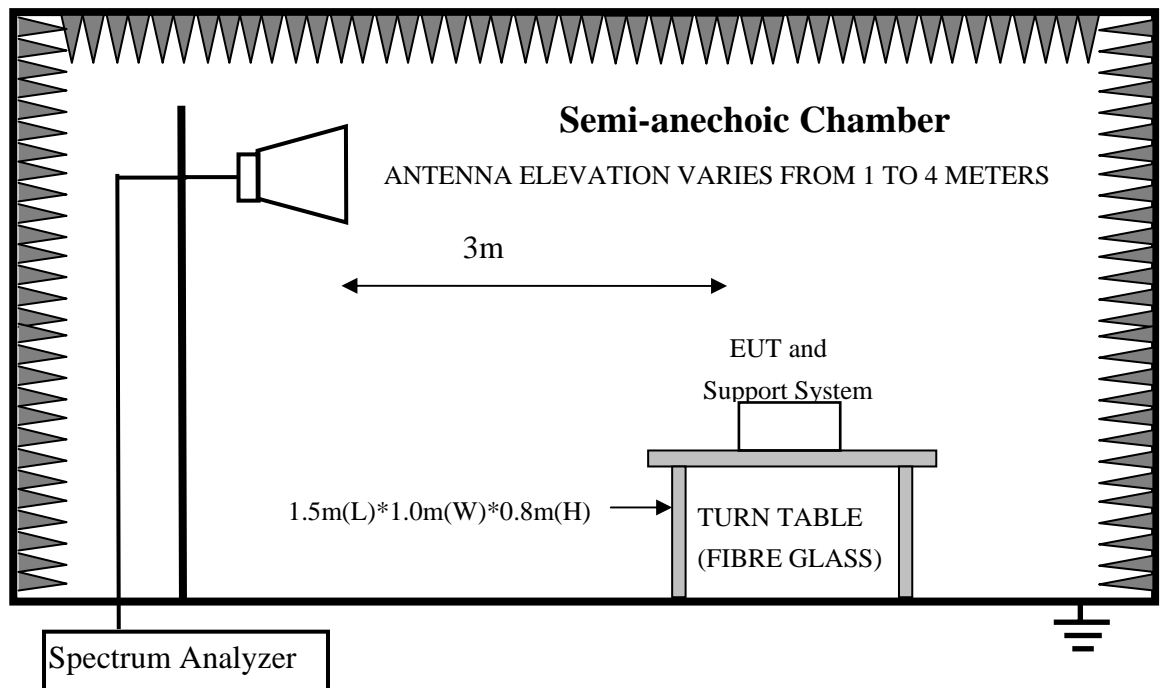 Semi-anechoic Chamber
ANTENNA ELEVATION VARIES FROM 1 TO 4 METERS
3m
EUT and
Support System
1.5m(L)*1.0m(W)*0.8m(H)
TURN TABLE
(FIBRE GLASS)
Spectrum Analyzer